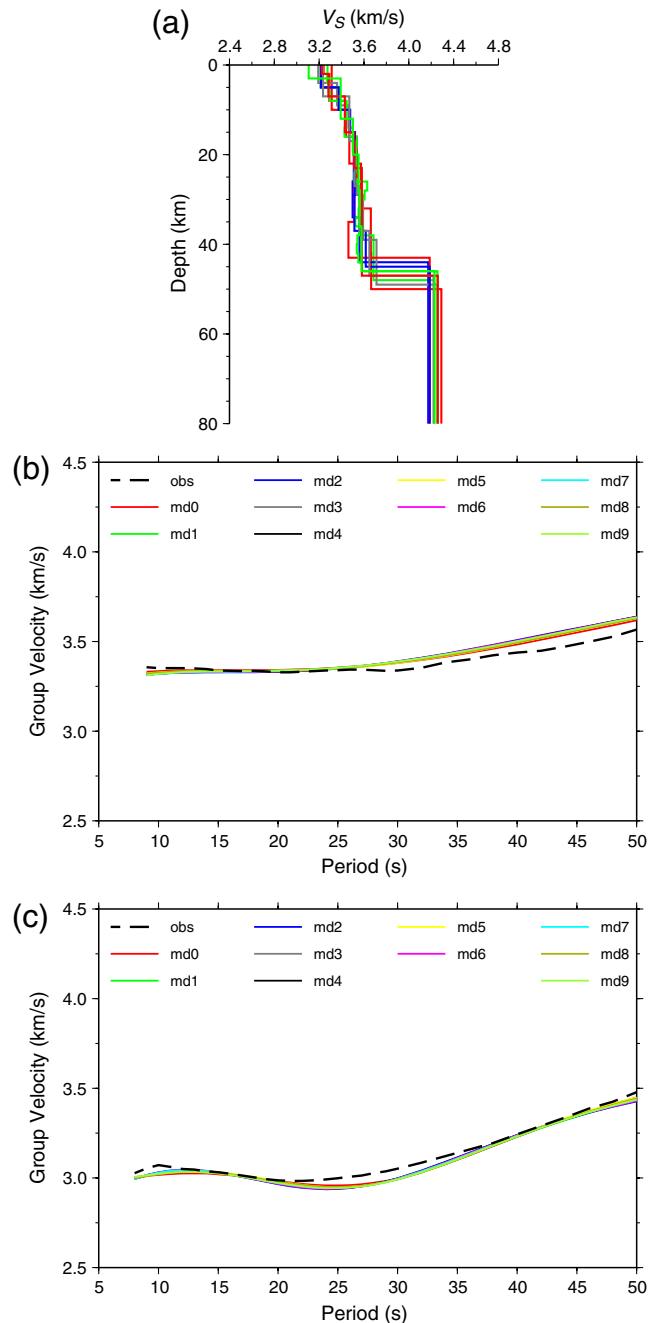 (a)
V_S (km/s)
2.4 2.8 3.2 3.6 4.0 4.4 4.8
Depth (km)
0
20
40
60
80
(b)
Group Velocity (km/s)
4.5
4.0
3.5
3.0
2.5
obs md2 md5 md7
md0 md3 md6 md8
md1 md4 md9
5 10 15 20 25 30 35 40 45 50
Period (s)
(c)
Group Velocity (km/s)
4.5
4.0
3.5
3.0
2.5
obs md2 md5 md7
md0 md3 md6 md8
md1 md4 md9
5 10 15 20 25 30 35 40 45 50
Period (s)